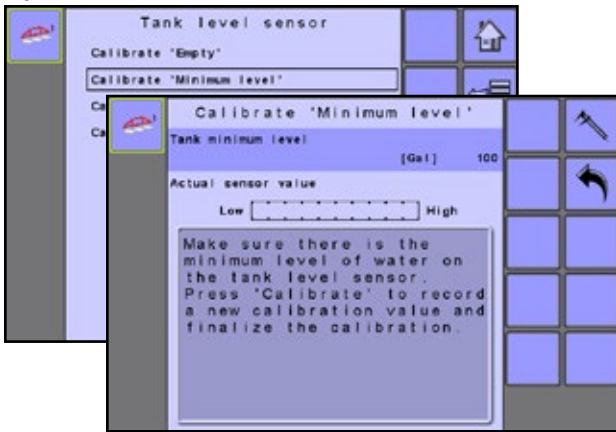 Tank level sensor
Calibrate 'Empty'
Calibrate 'Minimum level'
Ca
Ca
Calibrate 'Minimum level'
Tank minimum level
[Gal] 100
Actual sensor value
Low High
Make sure there is the
minimum level of water on
the tank level sensor.
Press 'Calibrate' to record
a new calibration value and
finalize the calibration.